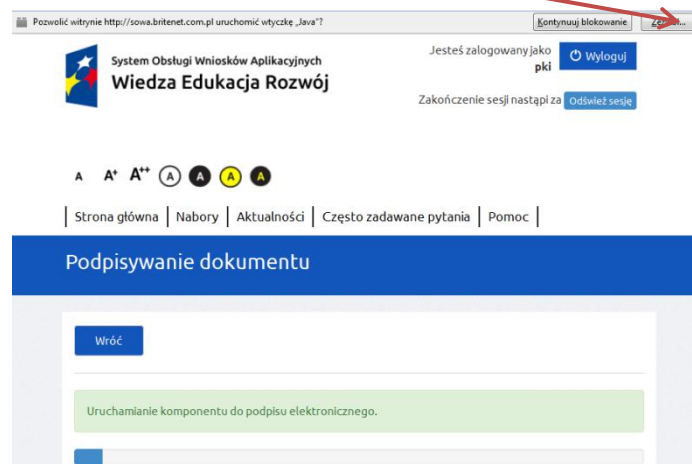 Pozwolić witrynie http://sowa.britenet.com.pl uruchomić wtyczkę „Java"?
Kontynuuj blokowanie
System Obsługi Wniosków Aplikacyjnych
Wiedza Edukacja Rozwój
Jesteś zalogowany jako
pki
Wyloguj
Zakończenie sesji nastąpi za Odśwież sesję
A A+ A++ A A A A
Strona główna Nabory Aktualności Często zadawane pytania Pomoc
Podpisywanie dokumentu
Wróć
Uruchamianie komponentu do podpisu elektronicznego.